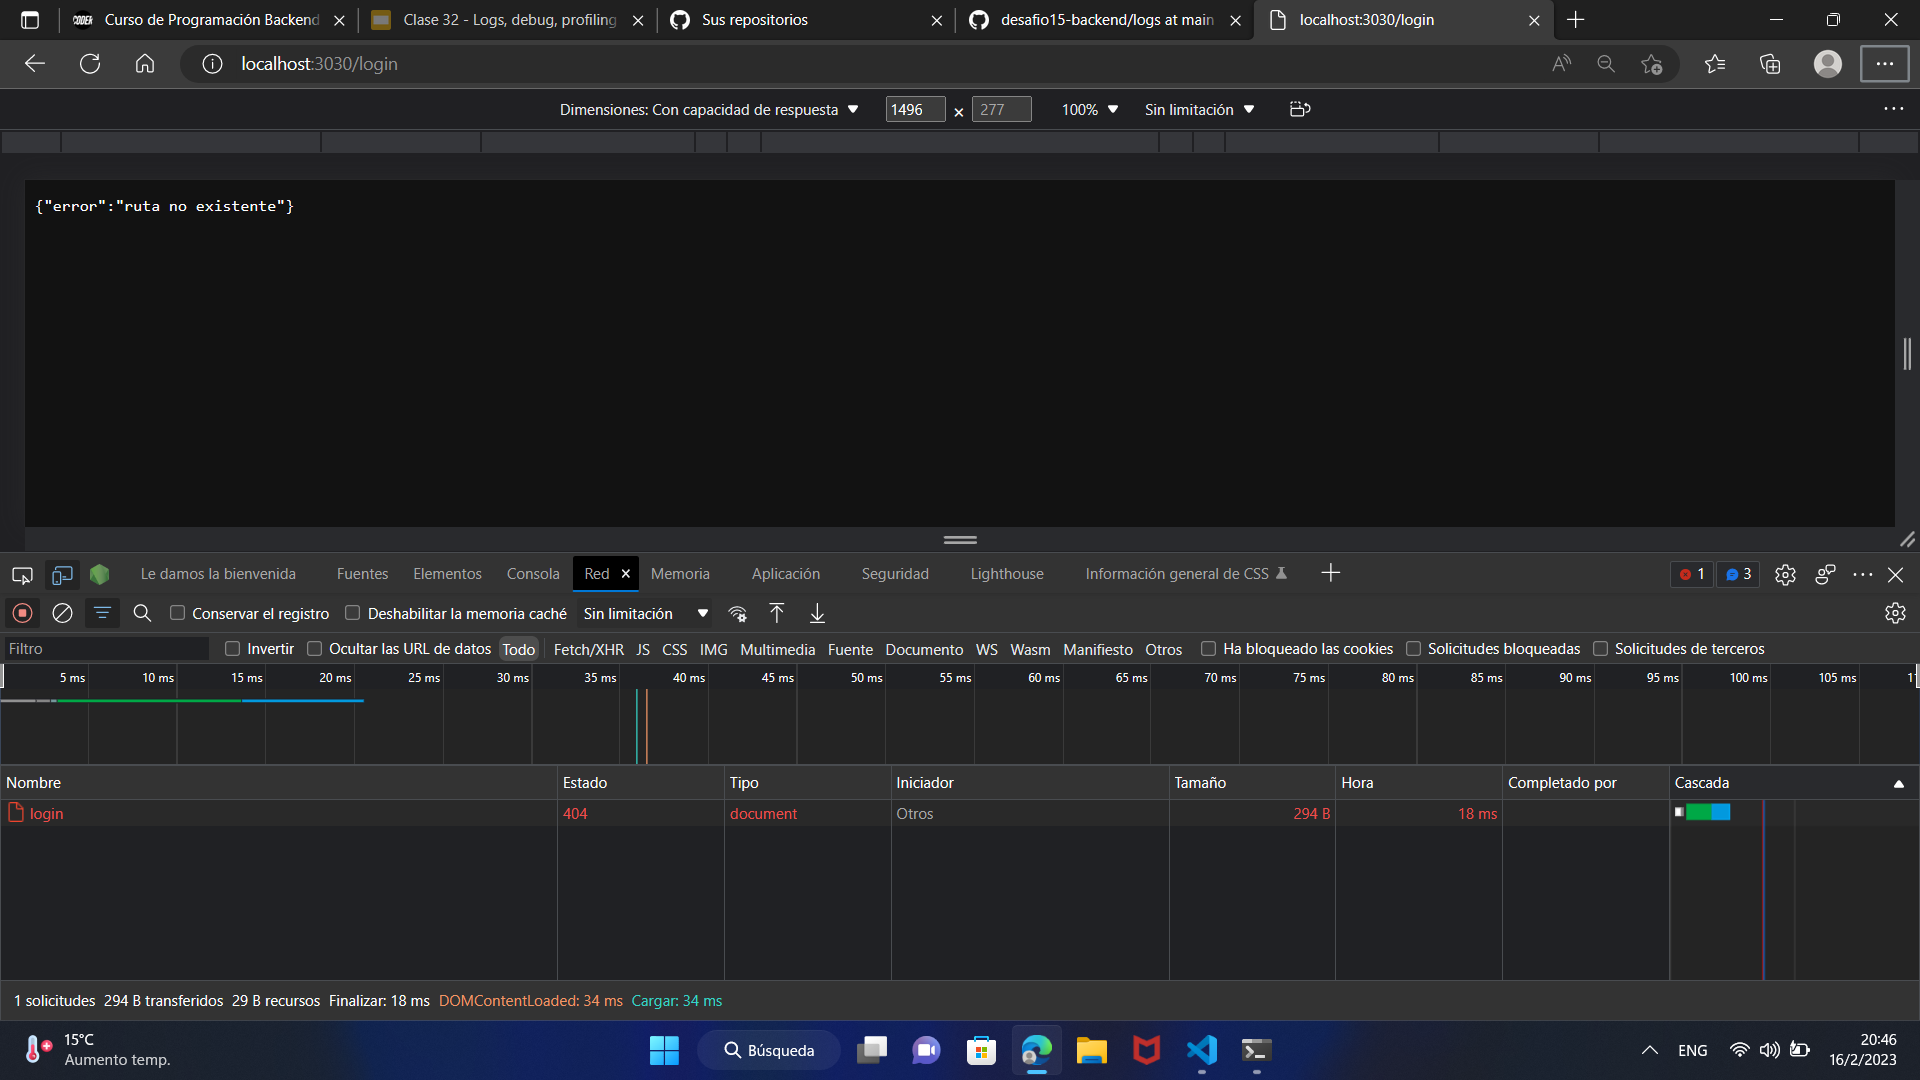 CODER Curso de Programación Backend
Clase 32 - Logs, debug, profiling
Sus repositorios
desafio15-backend/logs at main
localhost:3030/login
localhost:3030/login
Dimensiones: Con capacidad de respuesta 1496 × 277 100% Sin limitación
{"error":"ruta no existente"}
Le damos la bienvenida Fuentes Elementos Consola Red Memoria Aplicación Seguridad Lighthouse Información general de CSS 1 3
Conservar el registro Deshabilitar la memoria caché Sin limitación
Filtro Invertir Ocultar las URL de datos Todo Fetch/XHR JS CSS IMG Multimedia Fuente Documento WS Wasm Manifiesto Otros Ha bloqueado las cookies Solicitudes bloqueadas Solicitudes de terceros
5 ms 10 ms 15 ms 20 ms 25 ms 30 ms 35 ms 40 ms 45 ms 50 ms 55 ms 60 ms 65 ms 70 ms 75 ms 80 ms 85 ms 90 ms 95 ms 100 ms 105 ms
Nombre Estado Tipo Iniciador Tamaño Hora Completado por Cascada
login 404 document Otros 294 B 18 ms
1 solicitudes 294 B transferidos 29 B recursos Finalizar: 18 ms DOMContentLoaded: 34 ms Cargar: 34 ms
15°C
Aumento temp.
Búsqueda
ENG
20:46
16/2/2023